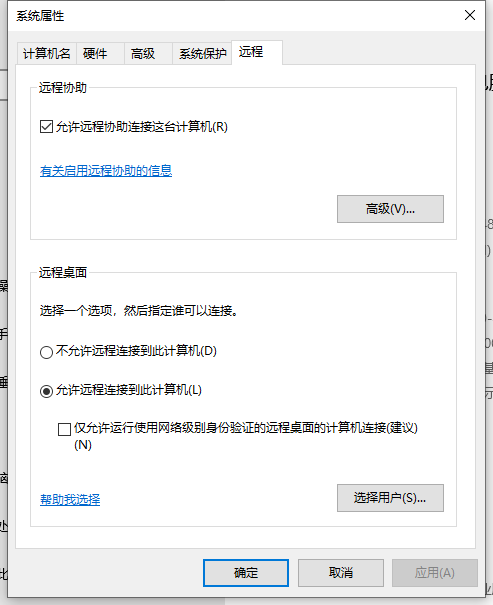 系统属性
计算机名 硬件 高级 系统保护 远程
远程协助
允许远程协助连接这台计算机(R)
有关启用远程协助的信息
高级(V)...
远程桌面
选择一个选项，然后指定谁可以连接。
不允许远程连接到此计算机(D)
允许远程连接到此计算机(L)
仅允许运行使用网络级别身份验证的远程桌面的计算机连接(建议)
(N)
帮助我选择
选择用户(S)...
确定 取消 应用(A)